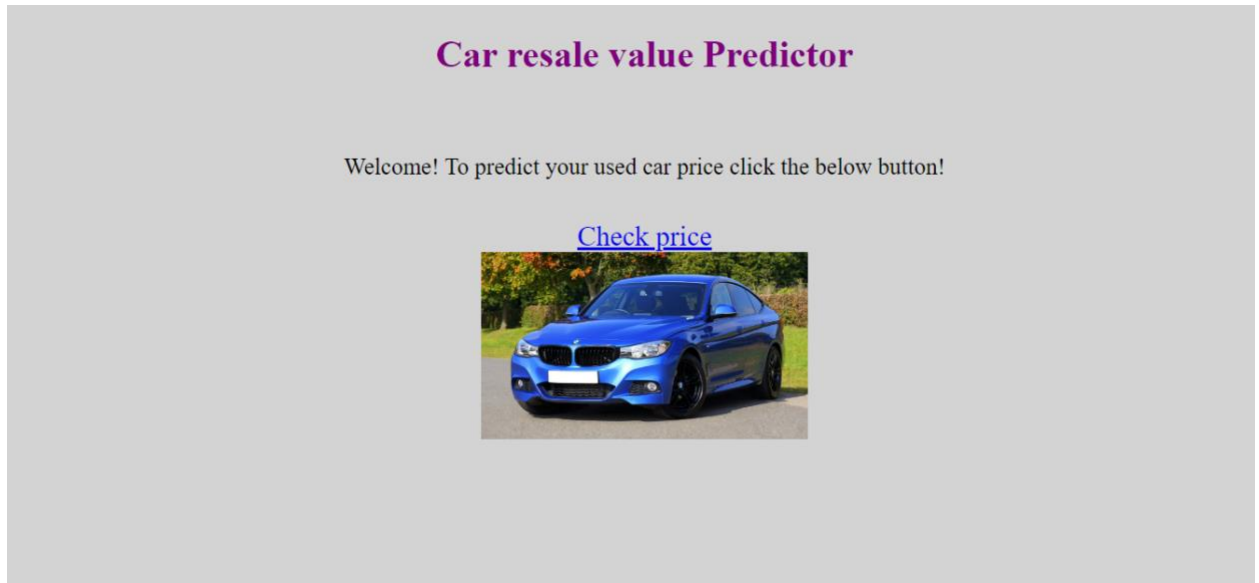 Car resale value Predictor
Welcome! To predict your used car price click the below button!
Check price